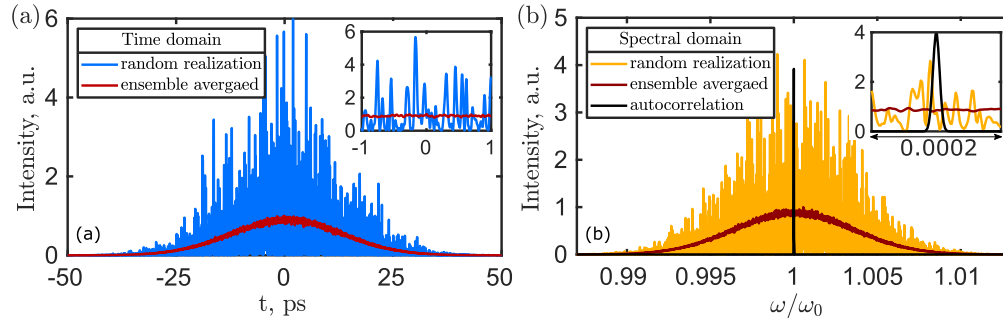 (a)
Intensity, a.u.
6
4
2
0
Time domain
random realization
ensemble avergaed
6
4
2
0
-1
0
1
(a)
-50
-25
0
25
50
t, ps
(b)
Intensity, a.u.
5
4
3
2
1
0
Spectral domain
random realization
ensemble avergaed
autocorrelation
4
2
0
0.0002
(b)
0.99
0.995
1
1.005
1.01
ω/ω0